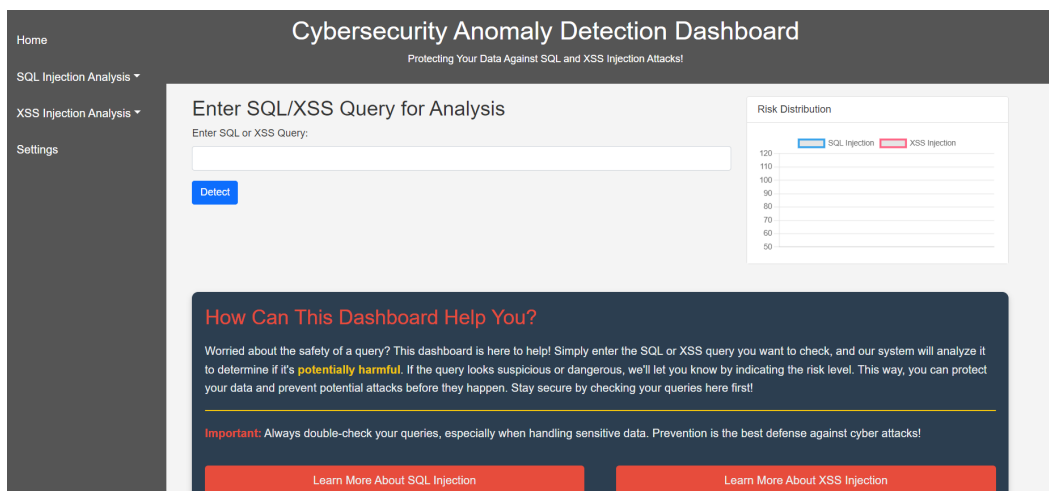 Cybersecurity Anomaly Detection Dashboard
Protecting Your Data Against SQL and XSS Injection Attacks!
Home
SQL Injection Analysis
XSS Injection Analysis
Settings
Enter SQL/XSS Query for Analysis
Enter SQL or XSS Query:
Detect
Risk Distribution
SQL Injection XSS Injection
120
110
100
90
80
70
60
50
How Can This Dashboard Help You?
Worried about the safety of a query? This dashboard is here to help! Simply enter the SQL or XSS query you want to check, and our system will analyze it
to determine if it's potentially harmful. If the query looks suspicious or dangerous, we'll let you know by indicating the risk level. This way, you can protect
your data and prevent potential attacks before they happen. Stay secure by checking your queries here first!
Important: Always double-check your queries, especially when handling sensitive data. Prevention is the best defense against cyber attacks!
Learn More About SQL Injection
Learn More About XSS Injection